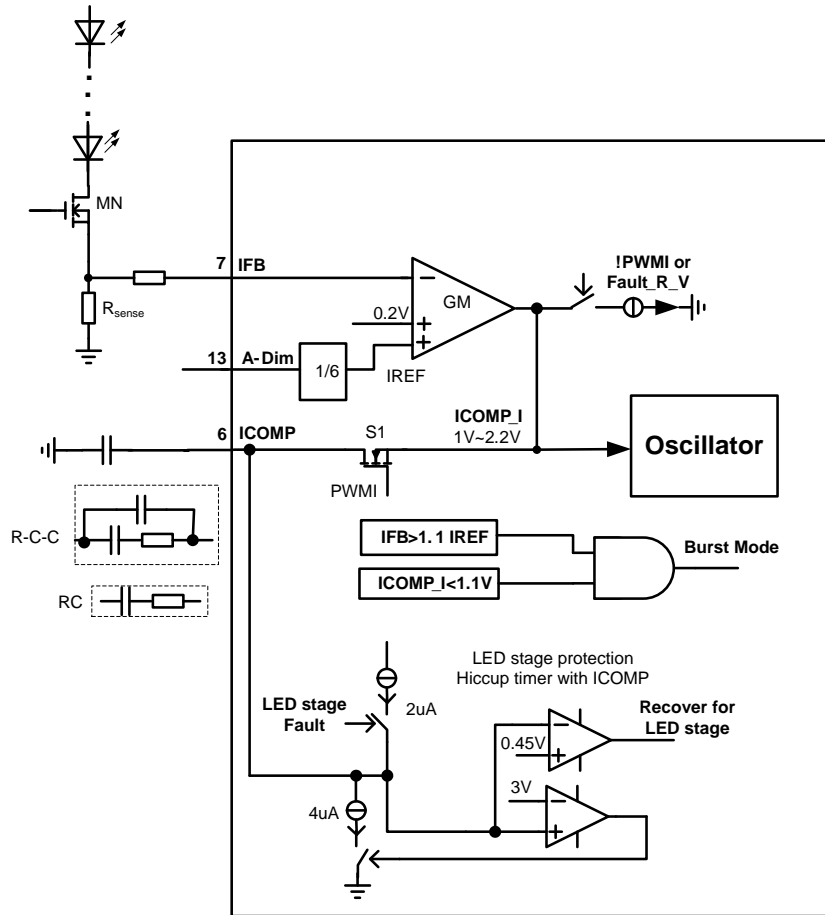 MN
!PWMI or
Fault_R_V
7 IFB
−
GM
0.2V
+
+
R_sense
13 A-Dim
1/6
IREF
6 ICOMP
S1
ICOMP_I
1V~2.2V
Oscillator
PWMI
R-C-C
IFB>1.1 IREF
Burst Mode
ICOMP_I<1.1V
RC
LED stage protection
Hiccup timer with ICOMP
LED stage
Fault
2uA
Recover for
LED stage
−
0.45V
+
3V
−
4uA
+